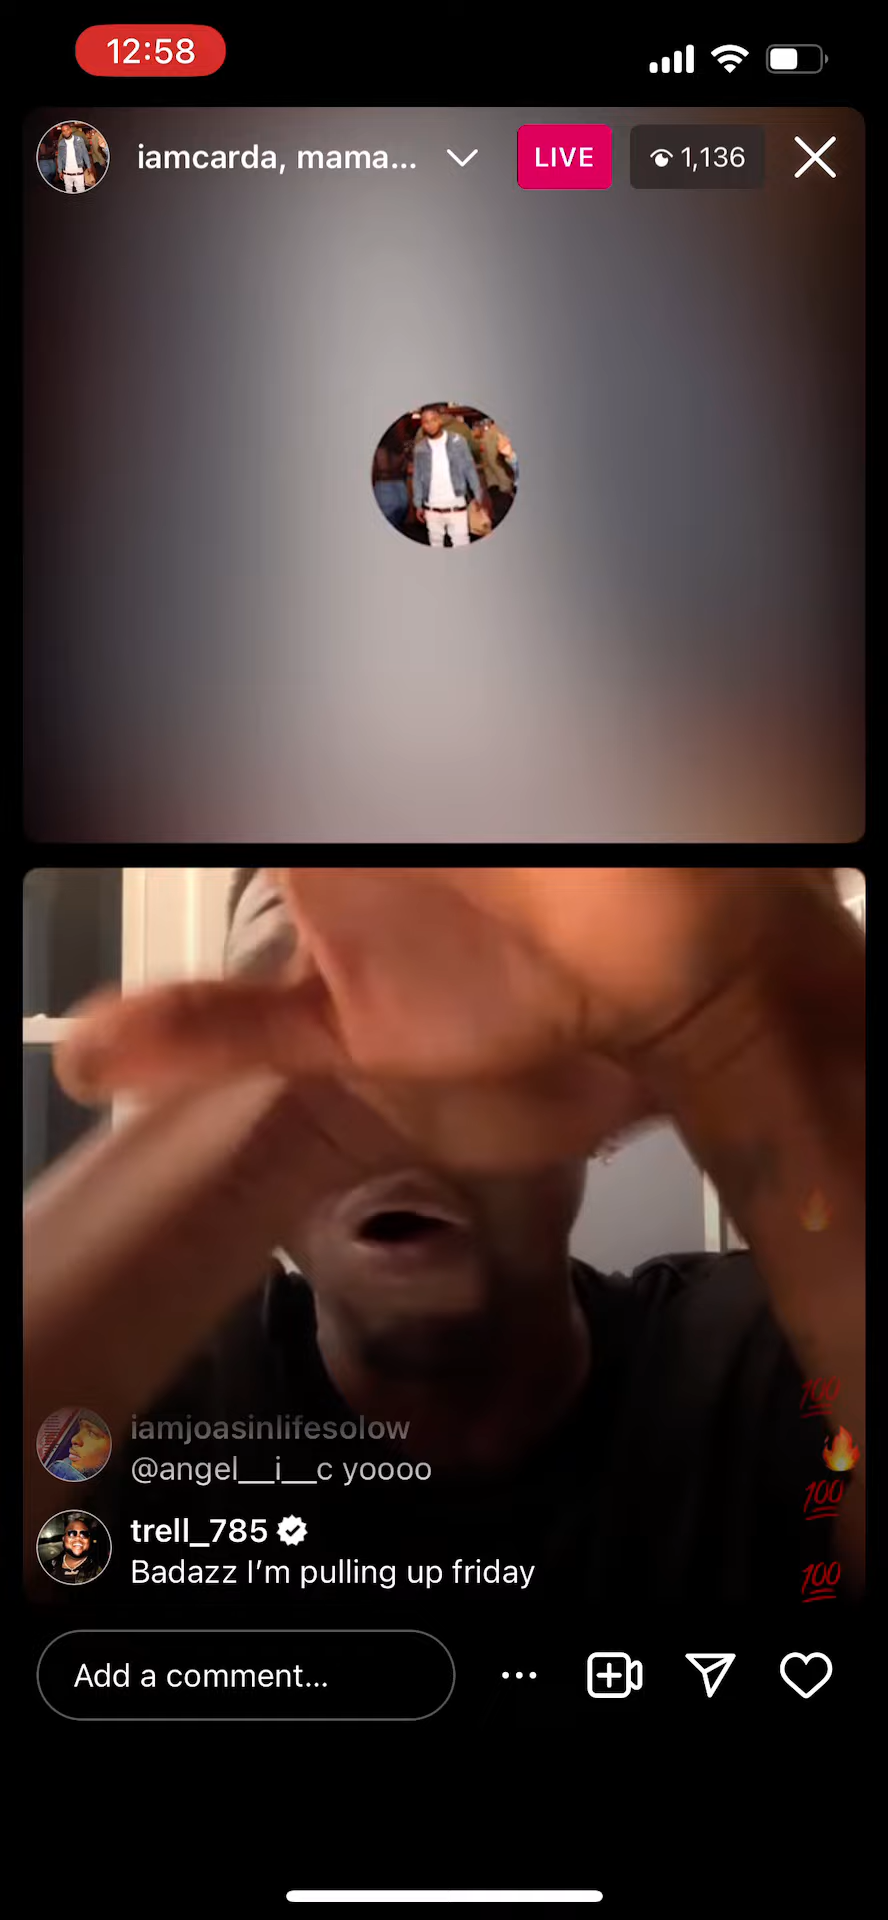 12:58
iamcarda, mama...
LIVE
1,136
iamjoasinlifesolow
@angel__i__c yoooo
trell_785
Badazz I’m pulling up friday
Add a comment...